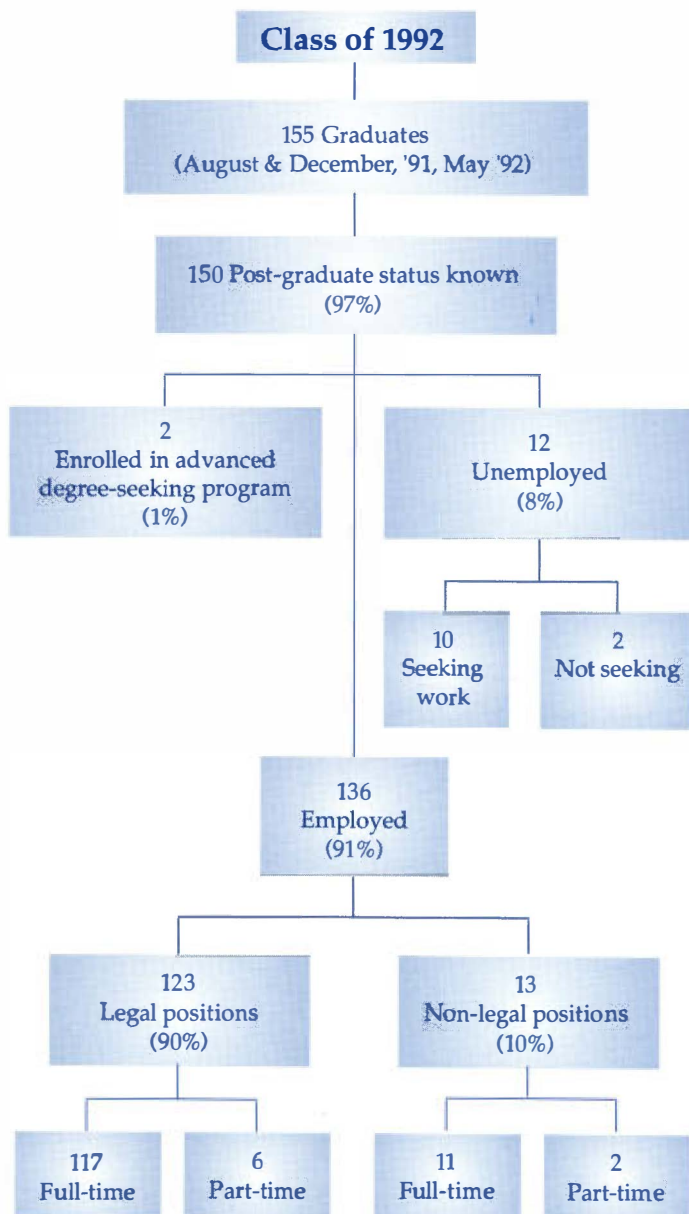 Class of 1992
155 Graduates
(August & December, '91, May '92)
150 Post-graduate status known
(97%)
2
Enrolled in advanced
degree-seeking program
(1%)
12
Unemployed
(8%)
10
Seeking
work
2
Not seeking
136
Employed
(91%)
123
Legal positions
(90%)
13
Non-legal positions
(10%)
117
Full-time
6
Part-time
11
Full-time
2
Part-time